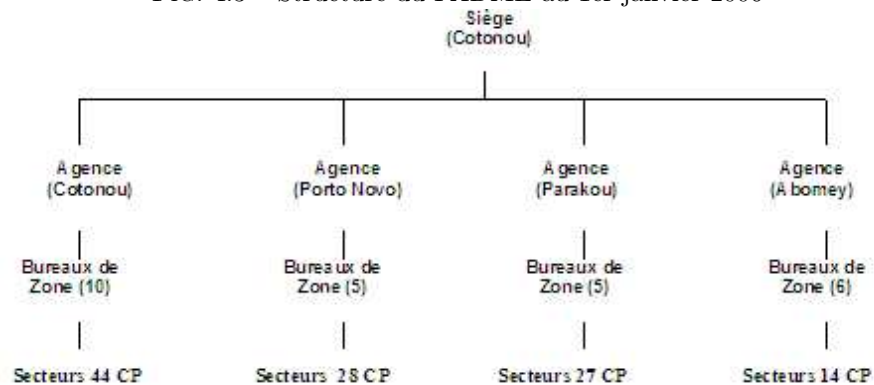 Siège
(Cotonou)
Agence
(Cotonou)
Agence
(Porto Novo)
Agence
(Parakou)
Agence
(Abomey)
Bureaux de
Zone (10)
Bureaux de
Zone (5)
Bureaux de
Zone (5)
Bureaux de
Zone (6)
Secteurs 44 CP
Secteurs 28 CP
Secteurs 27 CP
Secteurs 14 CP